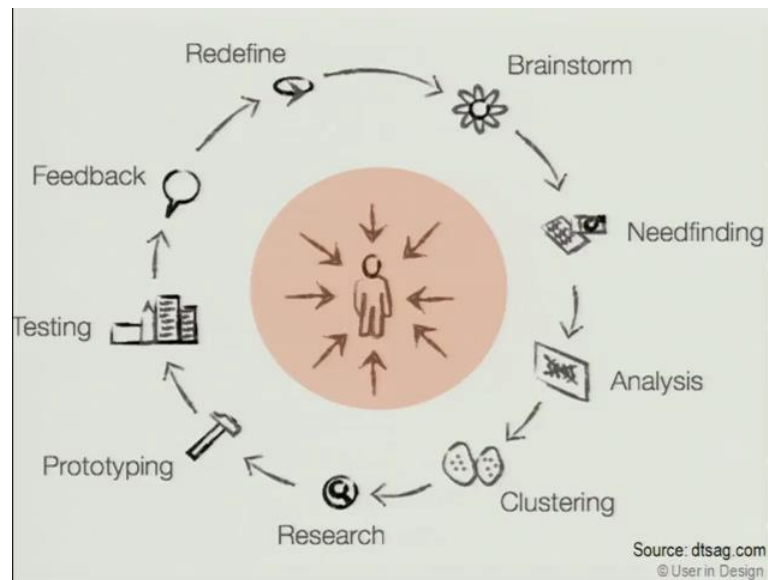 Redefine
Brainstorm
Feedback
Needfinding
Testing
Analysis
Prototyping
Clustering
Research
Source: dtsag.com
© User in Design